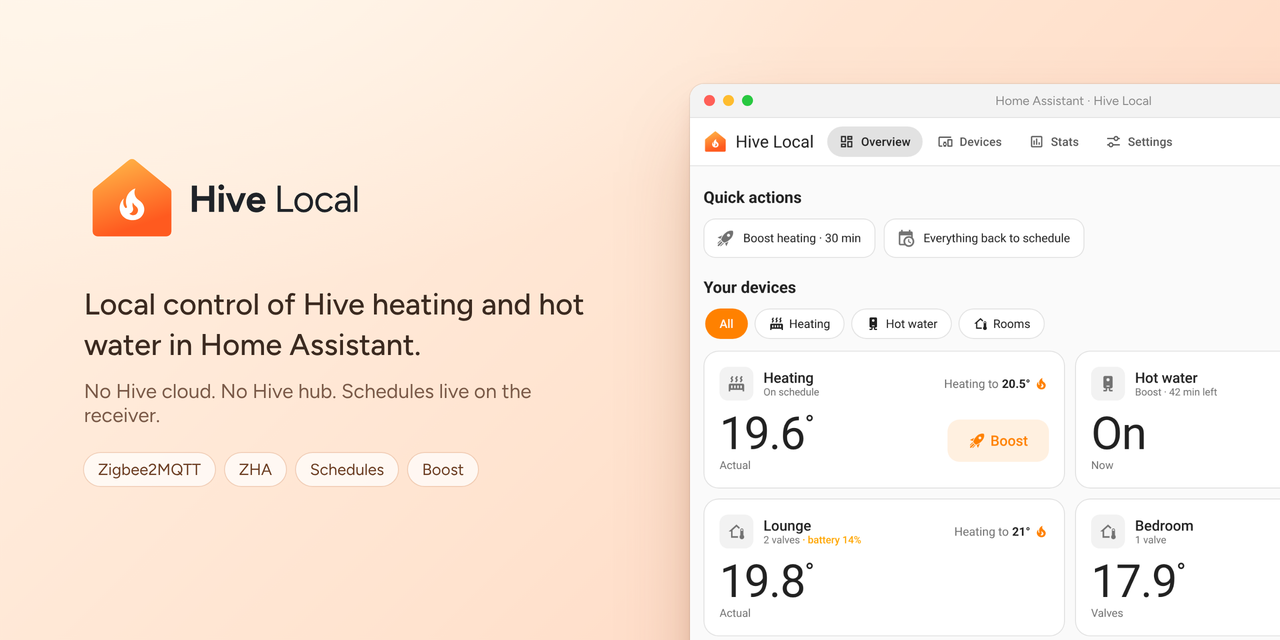 Hive Local
Local control of Hive heating and hot
water in Home Assistant.
No Hive cloud. No Hive hub. Schedules live on the
receiver.
Zigbee2MQTT
ZHA
Schedules
Boost
Home Assistant · Hive Local
Hive Local
Overview
Devices
Stats
Settings
Quick actions
Boost heating · 30 min
Everything back to schedule
Your devices
All
Heating
Hot water
Rooms
Heating
On schedule
Heating to 20.5°
19.6°
Actual
Boost
Hot water
Boost · 42 min left
On
Now
Lounge
2 valves · battery 14%
Heating to 21°
19.8°
Actual
Bedroom
1 valve
17.9°
Valves